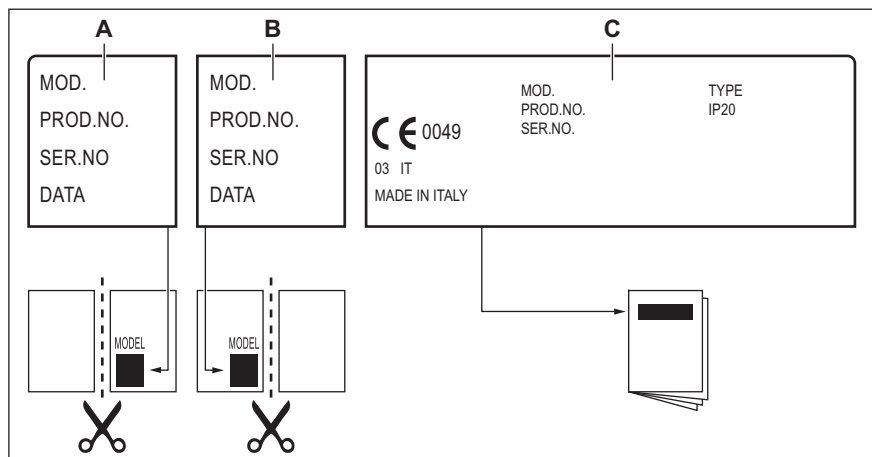 A
B
C
MOD.
PROD.NO.
SER.NO
DATA
MOD.
PROD.NO.
SER.NO
DATA
MOD.
PROD.NO.
SER.NO.
TYPE
IP20
CE 0049
03 IT
MADE IN ITALY
MODEL
MODEL